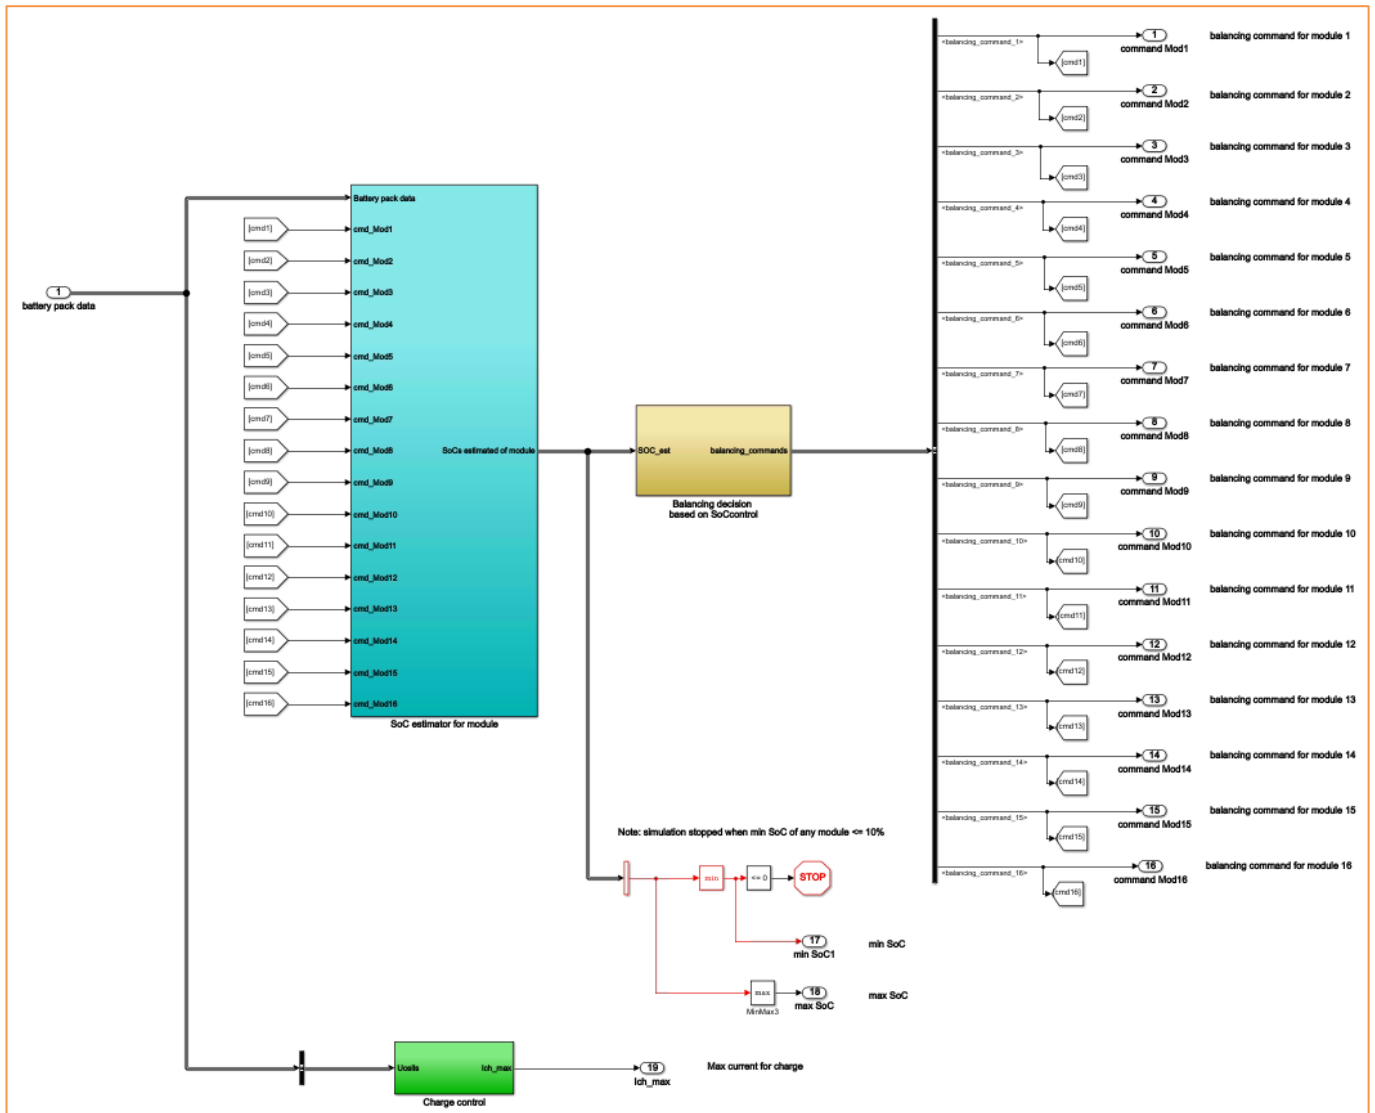 1
battery pack data
Battery pack data
[cmd1]
cmd_Mod1
[cmd2]
cmd_Mod2
[cmd3]
cmd_Mod3
[cmd4]
cmd_Mod4
[cmd5]
cmd_Mod5
[cmd6]
cmd_Mod6
[cmd7]
cmd_Mod7
[cmd8]
cmd_Mod8
[cmd9]
cmd_Mod9
[cmd10]
cmd_Mod10
[cmd11]
cmd_Mod11
[cmd12]
cmd_Mod12
[cmd13]
cmd_Mod13
[cmd14]
cmd_Mod14
[cmd15]
cmd_Mod15
[cmd16]
cmd_Mod16
SoCs estimated of module
SoC estimator for module
SOC_est
balancing_commands
Balancing decision
based on SoCcontrol
<balancing_command_1>
[cmd1]
1
command Mod1
balancing command for module 1
<balancing_command_2>
[cmd2]
2
command Mod2
balancing command for module 2
<balancing_command_3>
[cmd3]
3
command Mod3
balancing command for module 3
<balancing_command_4>
[cmd4]
4
command Mod4
balancing command for module 4
<balancing_command_5>
[cmd5]
5
command Mod5
balancing command for module 5
<balancing_command_6>
[cmd6]
6
command Mod6
balancing command for module 6
<balancing_command_7>
[cmd7]
7
command Mod7
balancing command for module 7
<balancing_command_8>
[cmd8]
8
command Mod8
balancing command for module 8
<balancing_command_9>
[cmd9]
9
command Mod9
balancing command for module 9
<balancing_command_10>
[cmd10]
10
command Mod10
balancing command for module 10
<balancing_command_11>
[cmd11]
11
command Mod11
balancing command for module 11
<balancing_command_12>
[cmd12]
12
command Mod12
balancing command for module 12
<balancing_command_13>
[cmd13]
13
command Mod13
balancing command for module 13
<balancing_command_14>
[cmd14]
14
command Mod14
balancing command for module 14
<balancing_command_15>
[cmd15]
15
command Mod15
balancing command for module 15
<balancing_command_16>
[cmd16]
16
command Mod16
balancing command for module 16
Note: simulation stopped when min SoC of any module <= 10%
min
<= 0
STOP
17
min SoC1
min SoC
max
MinMax3
18
max SoC
max SoC
Ucells
Ich_max
Charge control
19
Ich_max
Max current for charge